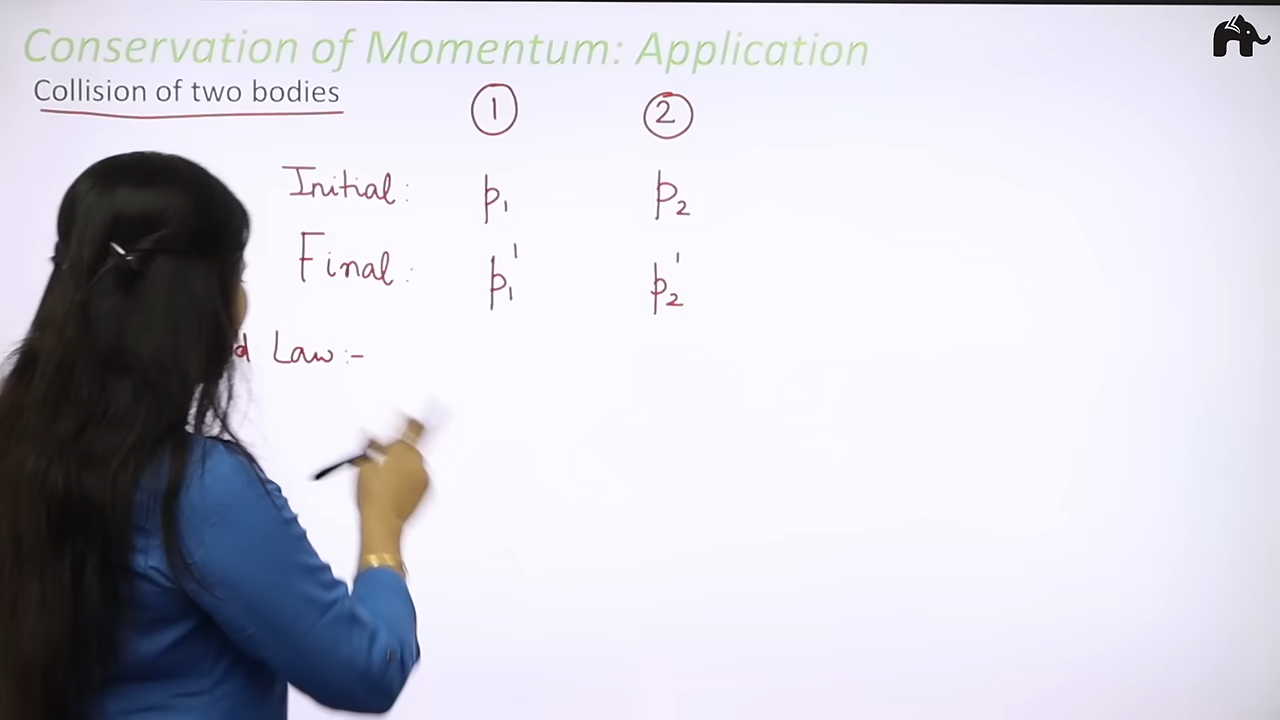 Conservation of Momentum: Application
Collision of two bodies
1 2
Initial: p₁ p₂
Final: p₁' p₂'
Law :-